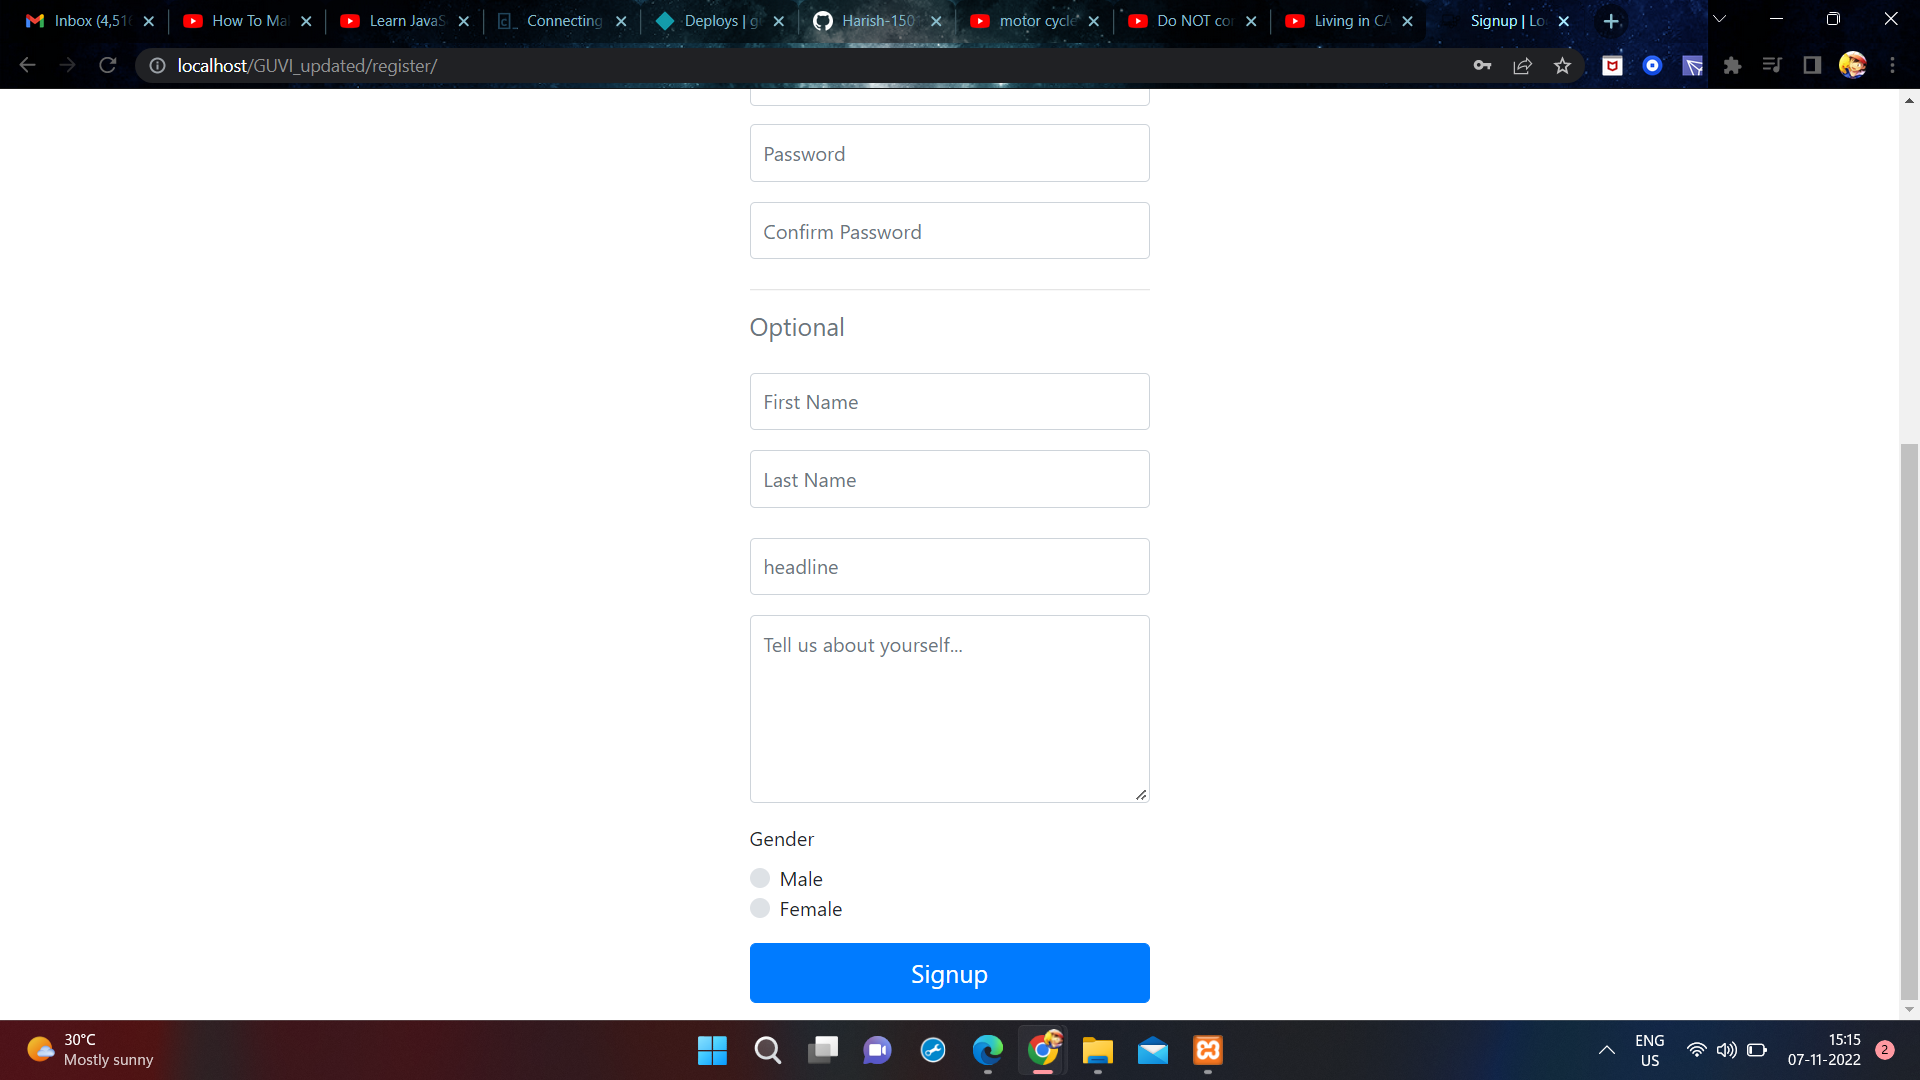 Inbox (4,51
How To Ma
Learn JavaS
Connecting
Deploys | g
Harish-150
motor cycle
Do NOT co
Living in CA
Signup | Lo
localhost/GUVI_updated/register/
Password
Confirm Password
Optional
First Name
Last Name
headline
Tell us about yourself...
Gender
Male
Female
Signup
30°C
Mostly sunny
ENG
US
15:15
07-11-2022
2